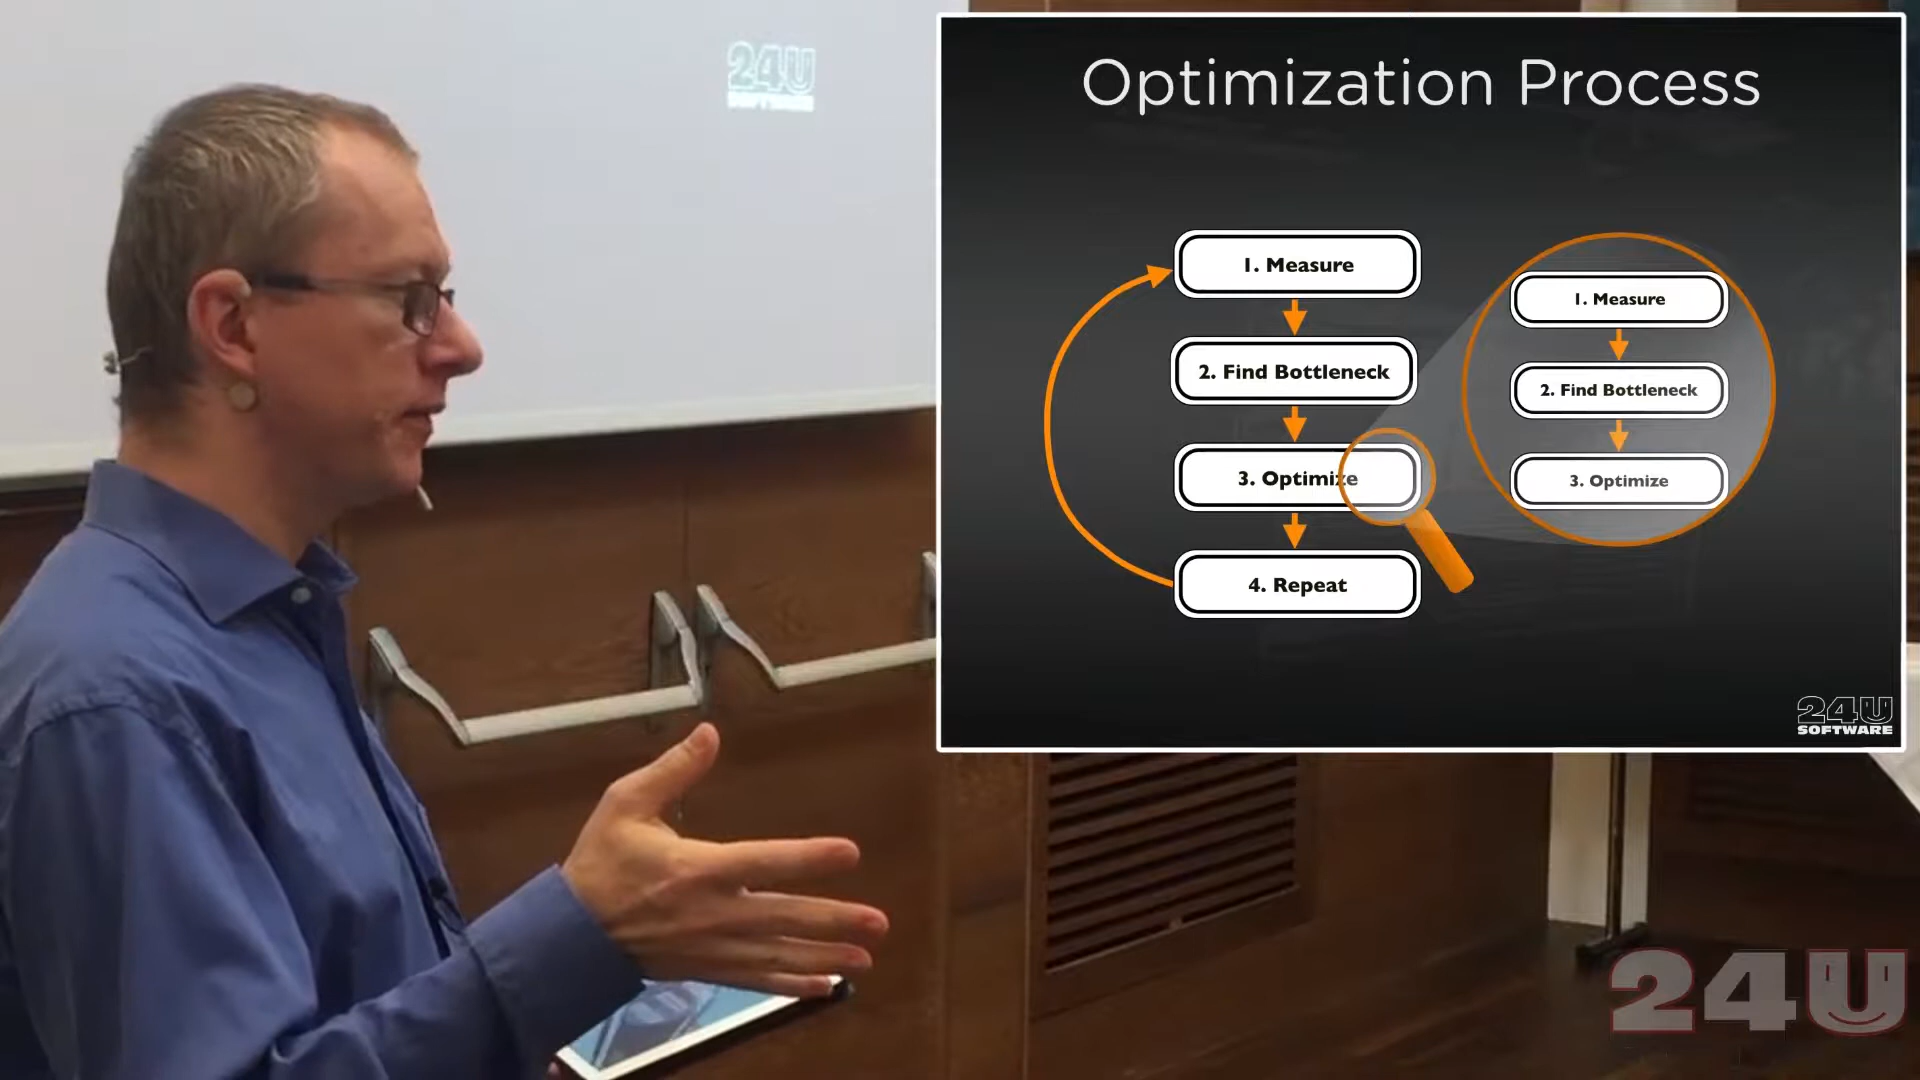 24U
SOFTWARE
Optimization Process
1. Measure
2. Find Bottleneck
3. Optimize
4. Repeat
1. Measure
2. Find Bottleneck
3. Optimize
24U
SOFTWARE
24U